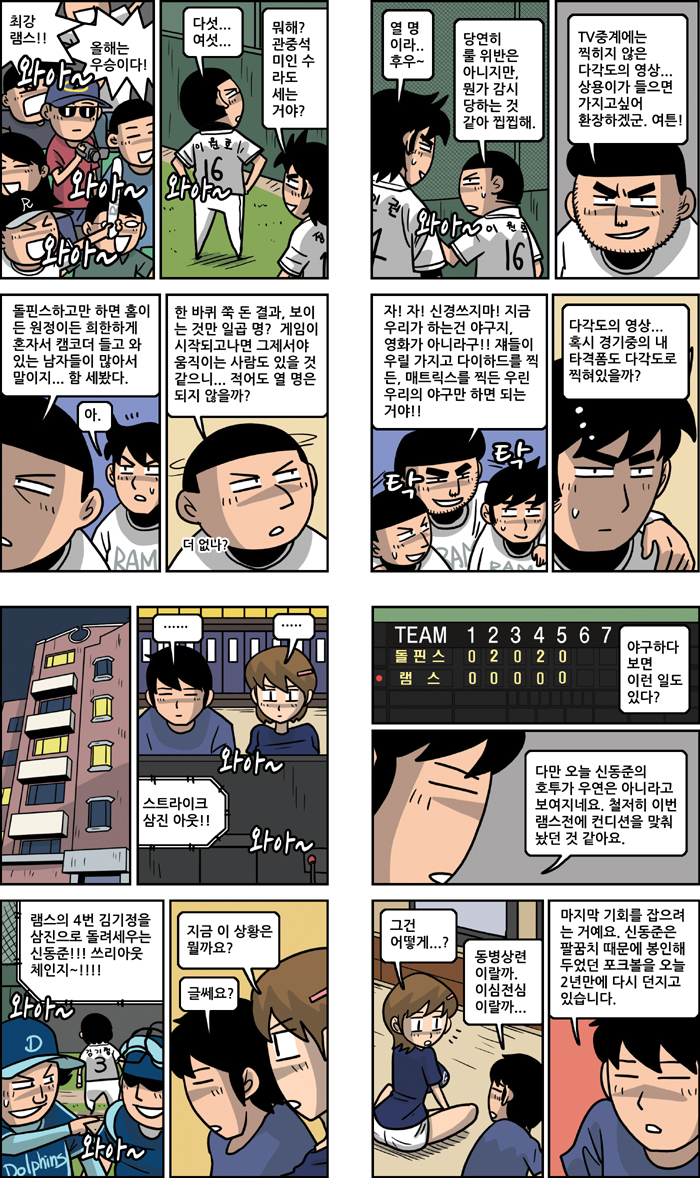 최강
램스!!
올해는
우승이다!
와아~
와아~
와아~
R
K
다섯...
여섯...
뭐해?
관중석
미인 수
라도
세는
거야?
이원호
16
와아~
열 명
이라..
후우~
당연히
룰 위반은
아니지만,
뭔가 감시
당하는 것
같아 찝찝해.
와아~
이원호
16
TV중계에는
찍히지 않은
다각도의 영상...
상용이가 들으면
가지고싶어
환장하겠군. 여튼!
돌핀스하고만 하면 홈이
든 원정이든 희한하게
혼자서 캠코더 들고 와
있는 남자들이 많아서
말이지... 함 세봤다.
아.
RAM
한 바퀴 쭉 돈 결과, 보이
는 것만 일곱 명? 게임이
시작되고나면 그제서야
움직이는 사람도 있을 것
같으니... 적어도 열 명은
되지 않을까?
더 없나?
자! 자! 신경쓰지마! 지금
우리가 하는건 야구지,
영화가 아니라구!! 쟤들이
우릴 가지고 다이하드를 찍
든, 매트릭스를 찍든 우린
우리의 야구만 하면 되는
거야!!
탁
탁
RAM
다각도의 영상...
혹시 경기중의 내
타격폼도 다각도로
찍혀있을까?
RAM
......
.....
와아~
스트라이크
삼진 아웃!!
와아~
TEAM 1 2 3 4 5 6 7
돌핀스 0 2 0 2 0
램 스 0 0 0 0 0
야구하다
보면
이런 일도
있다?
다만 오늘 신동준의
호투가 우연은 아니라고
보여지네요. 철저히 이번
램스전에 컨디션을 맞춰
놨던 것 같아요.
램스의 4번 김기정을
삼진으로 돌려세우는
신동준!!! 쓰리아웃
체인지~!!!!
와아~
D
김기정
3
와아~
Dolphins
지금 이 상황은
뭘까요?
글쎄요?
그건
어떻게...?
동병상련
이랄까.
이심전심
이랄까...
마지막 기회를 잡으려
는 거예요. 신동준은
팔꿈치 때문에 봉인해
두었던 포크볼을 오늘
2년만에 다시 던지고
있습니다.